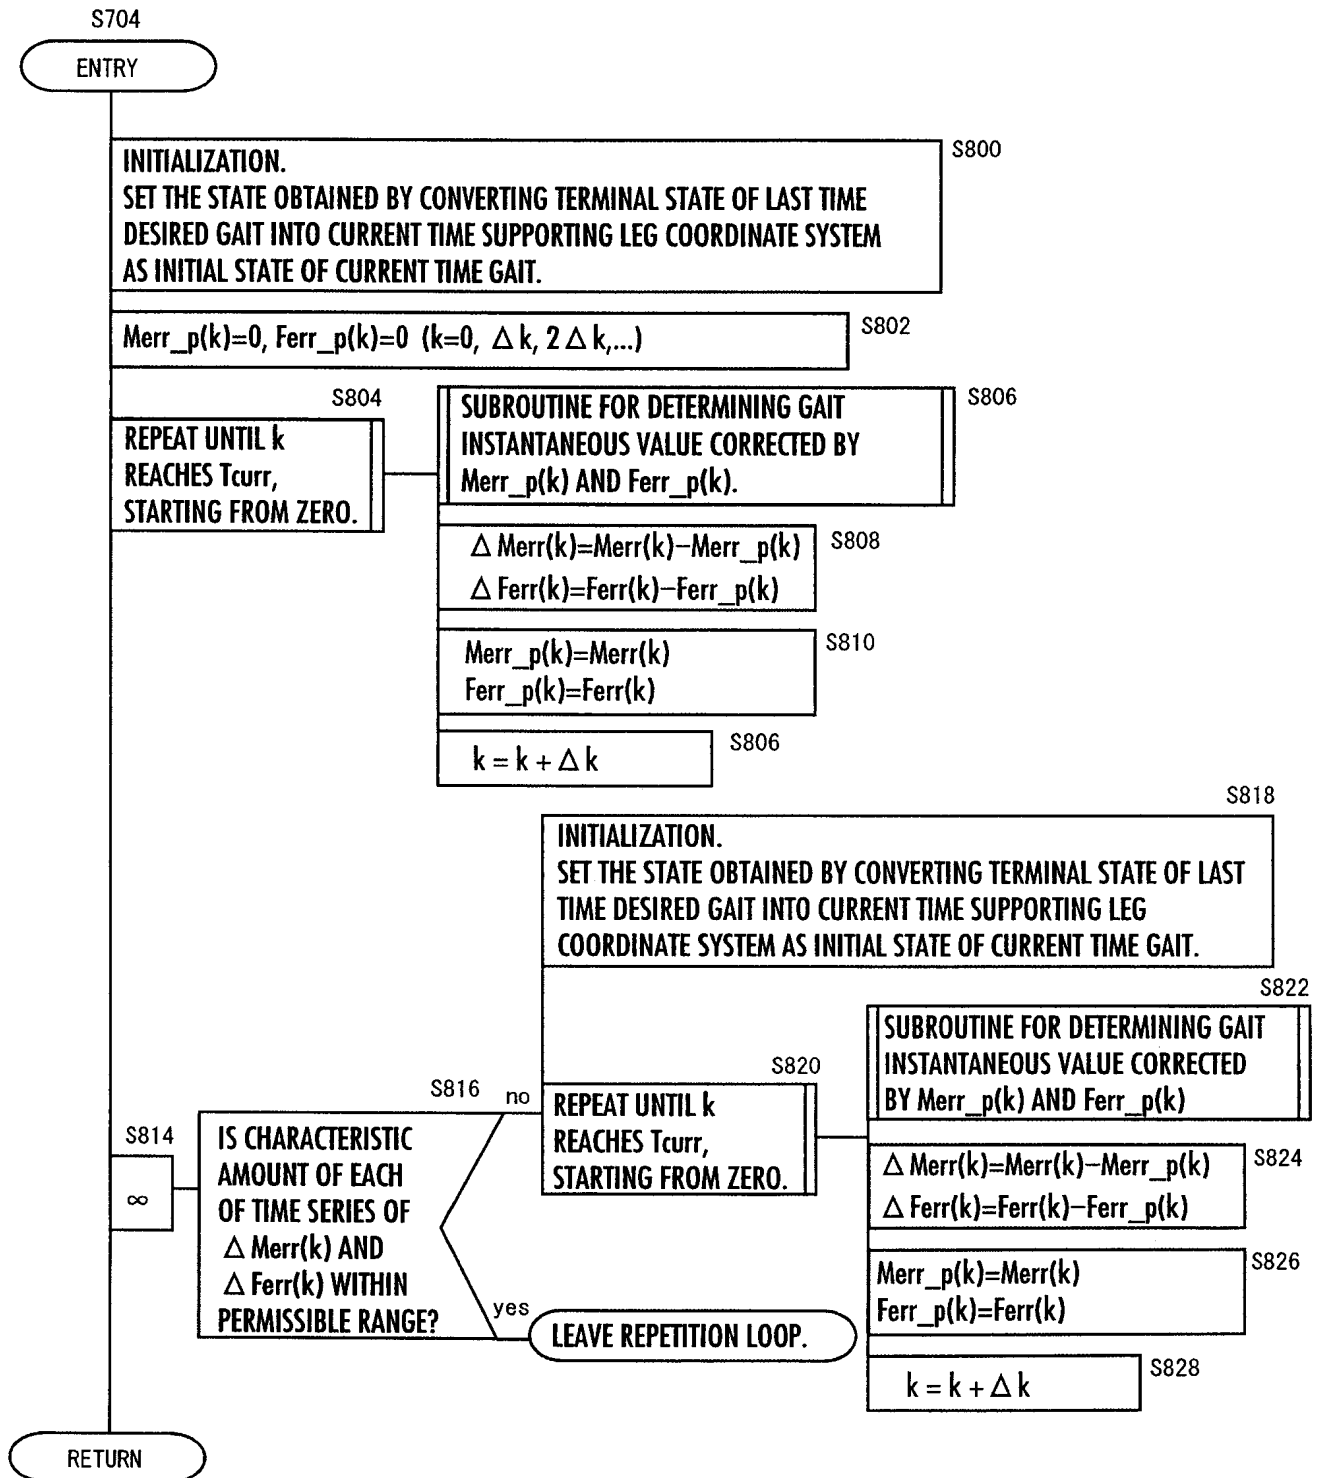 S704
ENTRY
S800
INITIALIZATION.
SET THE STATE OBTAINED BY CONVERTING TERMINAL STATE OF LAST TIME
DESIRED GAIT INTO CURRENT TIME SUPPORTING LEG COORDINATE SYSTEM
AS INITIAL STATE OF CURRENT TIME GAIT.
S802
Merr_p(k)=0, Ferr_p(k)=0 (k=0, Δk, 2Δk,...)
S804
REPEAT UNTIL k
REACHES Tcurr,
STARTING FROM ZERO.
S806
SUBROUTINE FOR DETERMINING GAIT
INSTANTANEOUS VALUE CORRECTED BY
Merr_p(k) AND Ferr_p(k).
S808
ΔMerr(k)=Merr(k)−Merr_p(k)
ΔFerr(k)=Ferr(k)−Ferr_p(k)
S810
Merr_p(k)=Merr(k)
Ferr_p(k)=Ferr(k)
S806
k = k + Δk
S814
∞
S816
IS CHARACTERISTIC
AMOUNT OF EACH
OF TIME SERIES OF
ΔMerr(k) AND
ΔFerr(k) WITHIN
PERMISSIBLE RANGE?
no
S818
INITIALIZATION.
SET THE STATE OBTAINED BY CONVERTING TERMINAL STATE OF LAST
TIME DESIRED GAIT INTO CURRENT TIME SUPPORTING LEG
COORDINATE SYSTEM AS INITIAL STATE OF CURRENT TIME GAIT.
S820
REPEAT UNTIL k
REACHES Tcurr,
STARTING FROM ZERO.
S822
SUBROUTINE FOR DETERMINING GAIT
INSTANTANEOUS VALUE CORRECTED
BY Merr_p(k) AND Ferr_p(k)
S824
ΔMerr(k)=Merr(k)−Merr_p(k)
ΔFerr(k)=Ferr(k)−Ferr_p(k)
S826
Merr_p(k)=Merr(k)
Ferr_p(k)=Ferr(k)
S828
k = k + Δk
yes
LEAVE REPETITION LOOP.
RETURN